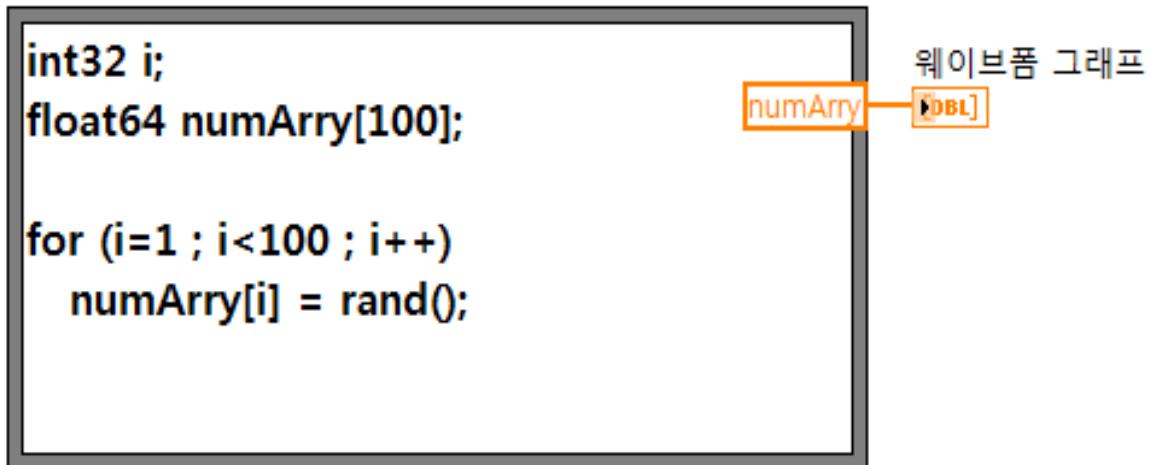 int32 i;
float64 numArry[100];
for (i=1 ; i<100 ; i++)
numArry[i] = rand();
numArry
웨이브폼 그래프
DBL]